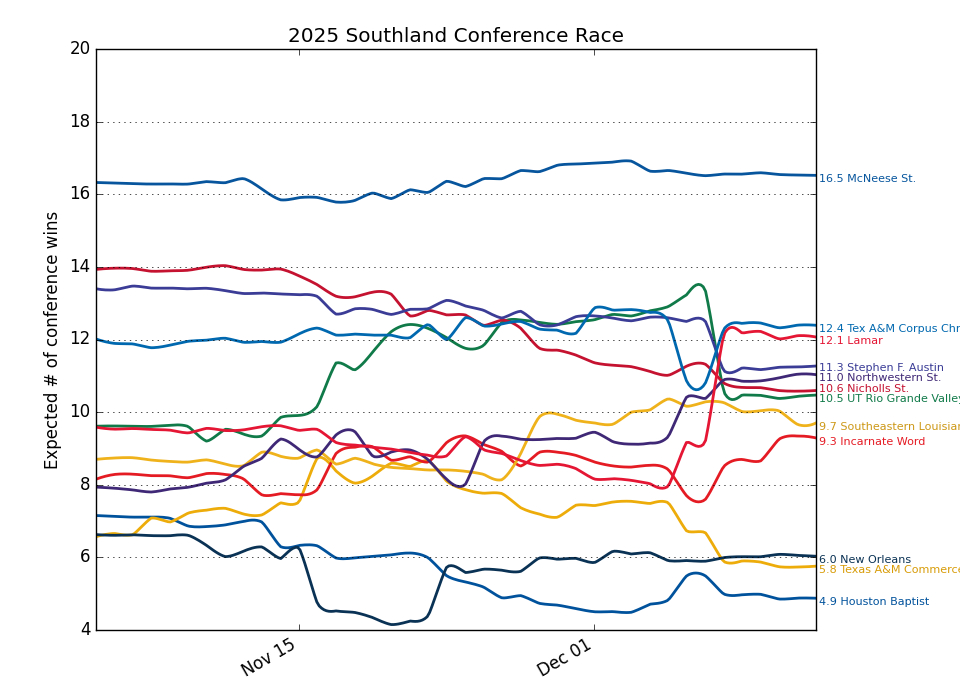 2025 Southland Conference Race
Expected # of conference wins
20
18
16
14
12
10
8
6
4
Nov 15
Dec 01
16.5 McNeese St.
12.4 Tex A&M Corpus Chr
12.1 Lamar
11.3 Stephen F. Austin
11.0 Northwestern St.
10.6 Nicholls St.
10.5 UT Rio Grande Valley
9.7 Southeastern Louisian
9.3 Incarnate Word
6.0 New Orleans
5.8 Texas A&M Commerce
4.9 Houston Baptist